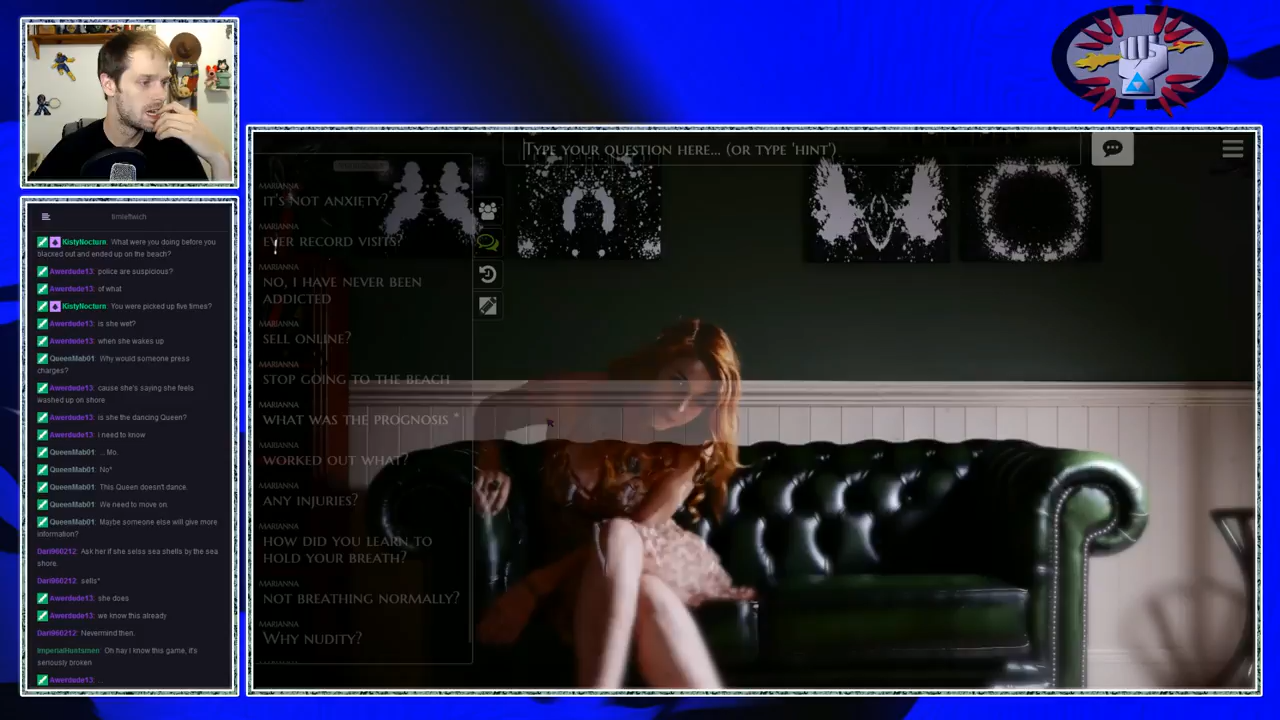 timleftwich
KistyNocturn: What were you doing before you
blacked out and ended up on the beach?
Awerdude13: police are suspicious?
Awerdude13: of what
KistyNocturn: You were picked up five times?
Awerdude13: is she wet?
Awerdude13: when she wakes up
QueenMab01: Why would someone press
charges?
Awerdude13: cause she's saying she feels
washed up on shore
Awerdude13: is she the dancing Queen?
Awerdude13: i need to know
QueenMab01: ... Mo.
QueenMab01: No*
QueenMab01: This Queen doesn't dance.
QueenMab01: We need to move on.
QueenMab01: Maybe someone else will give more
information?
Dari960212: Ask her if she selss sea shells by the sea
shore.
Dari960212: sells*
Awerdude13: she does
Awerdude13: we know this already
Dari960212: Nevermind then.
ImperialHuntsmen: Oh hay I know this game, it's
seriously broken
Awerdude13: ..
Type your question here... (or type 'hint')
Marianna
It's not anxiety?
Marianna
Ever record visits?
Marianna
No, I have never been
addicted
Marianna
Sell online?
Marianna
Stop going to the beach
Marianna
What was the prognosis *
Marianna
Worked out what?
Marianna
Any injuries?
Marianna
How did you learn to
hold your breath?
Marianna
Not breathing normally?
Marianna
Why nudity?